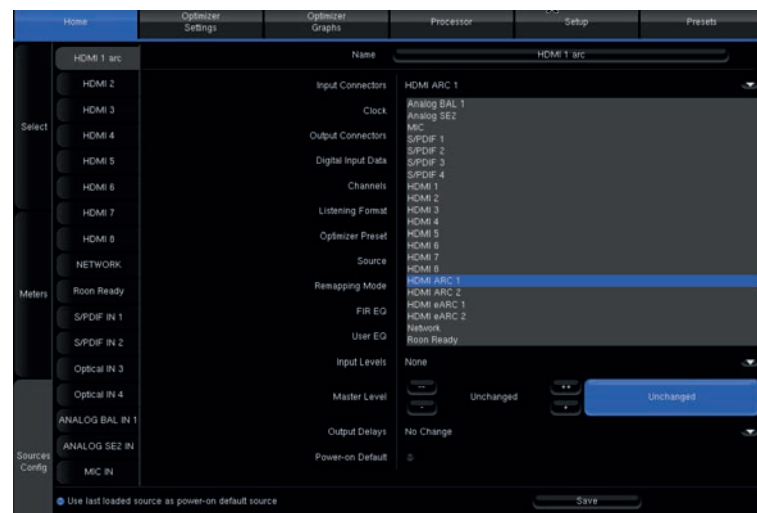 Home
Optimizer Settings
Optimizer Graphs
Processor
Setup
Presets
Select
Meters
Sources Config
HDMI 1 arc
HDMI 2
HDMI 3
HDMI 4
HDMI 5
HDMI 6
HDMI 7
HDMI 8
NETWORK
Roon Ready
S/PDIF IN 1
S/PDIF IN 2
Optical IN 3
Optical IN 4
ANALOG BAL IN 1
ANALOG SE2 IN
MIC IN
Name
HDMI 1 arc
Input Connectors
HDMI ARC 1
Clock
Output Connectors
Digital Input Data
Channels
Listening Format
Optimizer Preset
Source
Remapping Mode
FIR EQ
User EQ
Analog BAL 1
Analog SE2
MIC
S/PDIF 1
S/PDIF 2
S/PDIF 3
S/PDIF 4
HDMI 1
HDMI 2
HDMI 3
HDMI 4
HDMI 5
HDMI 6
HDMI 7
HDMI 8
HDMI ARC 1
HDMI ARC 2
HDMI eARC 1
HDMI eARC 2
Network
Roon Ready
Input Levels
None
Master Level
--
-
Unchanged
++
+
Unchanged
Output Delays
No Change
Power-on Default
Use last loaded source as power-on default source
Save